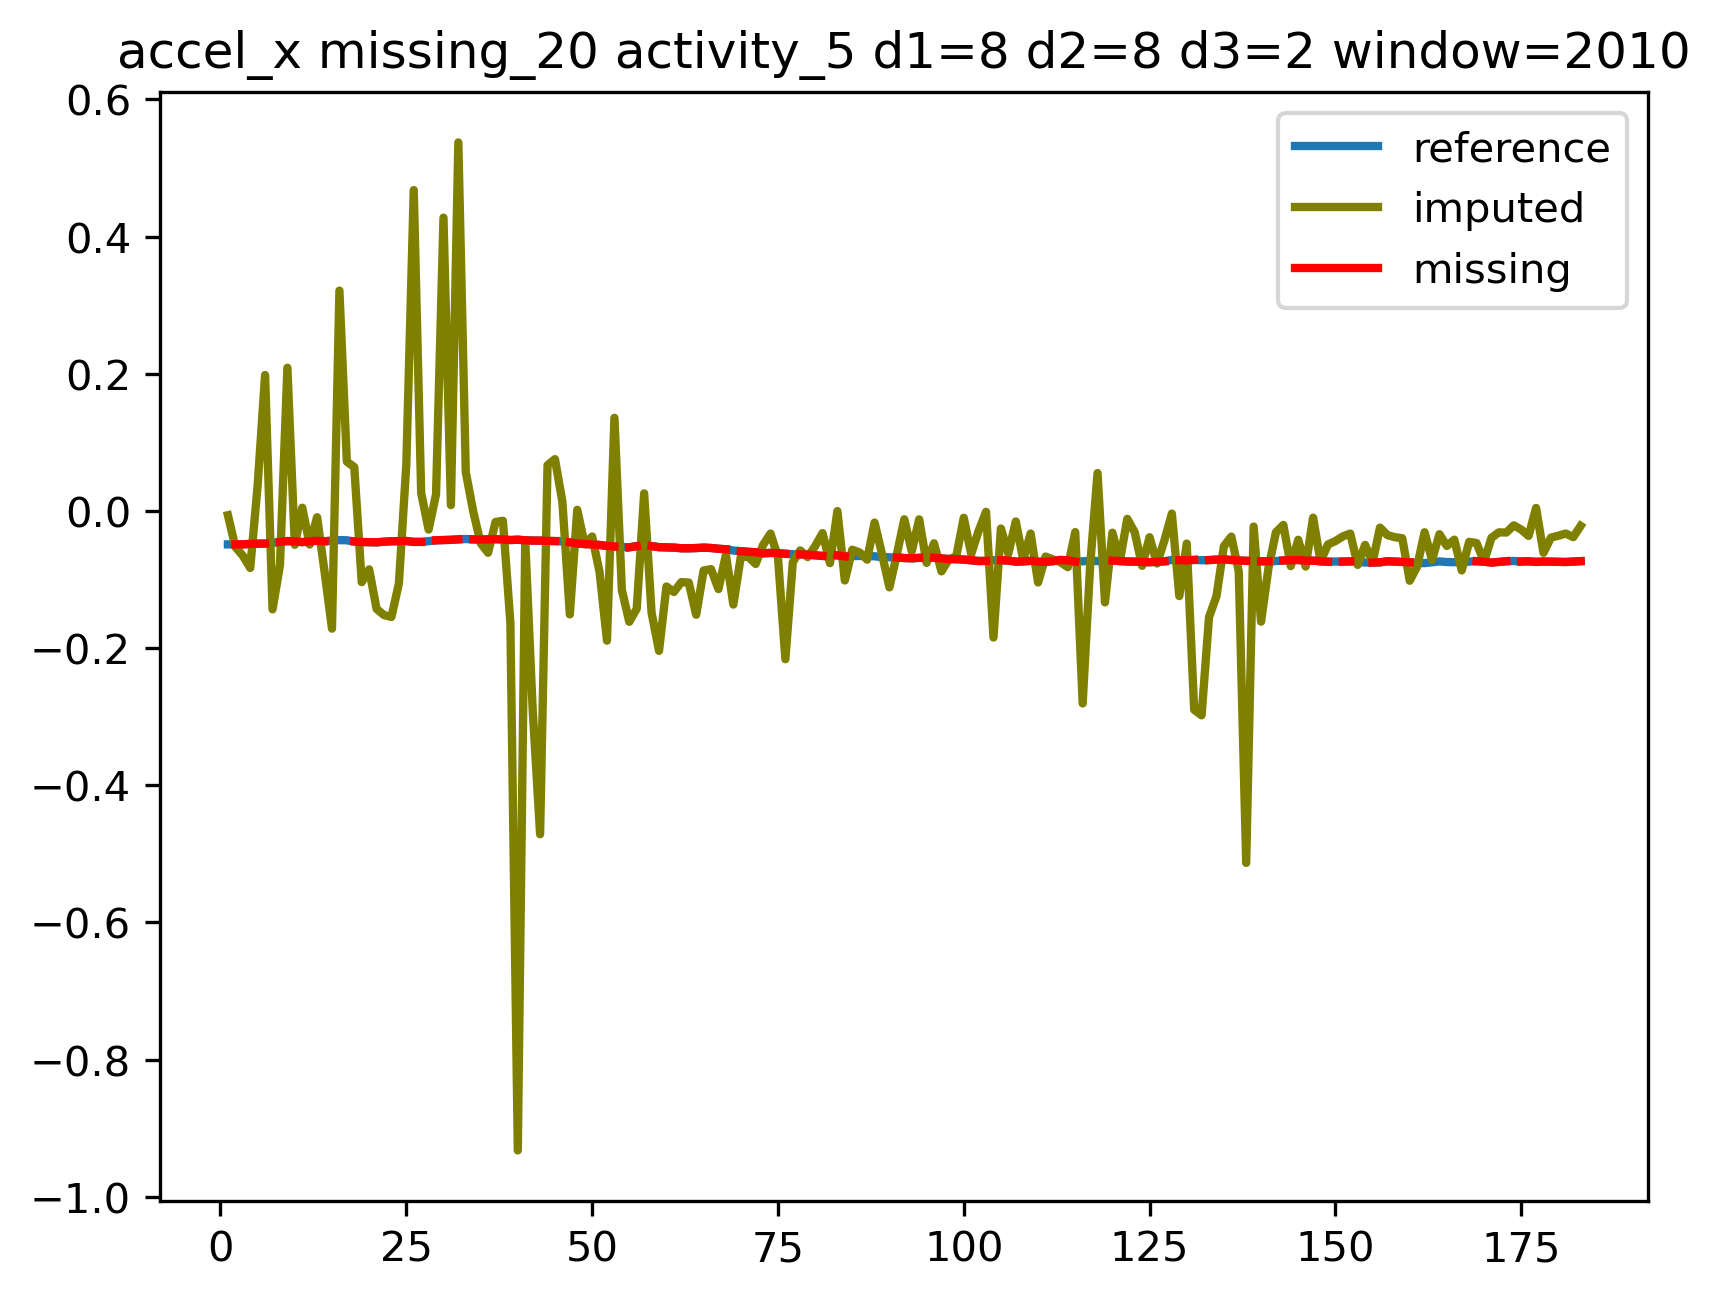 accel_x missing_20 activity_5 d1=8 d2=8 d3=2 window=2010
0.6
0.4
0.2
0.0
−0.2
−0.4
−0.6
−0.8
−1.0
reference
imputed
missing
0 25 50 75 100 125 150 175